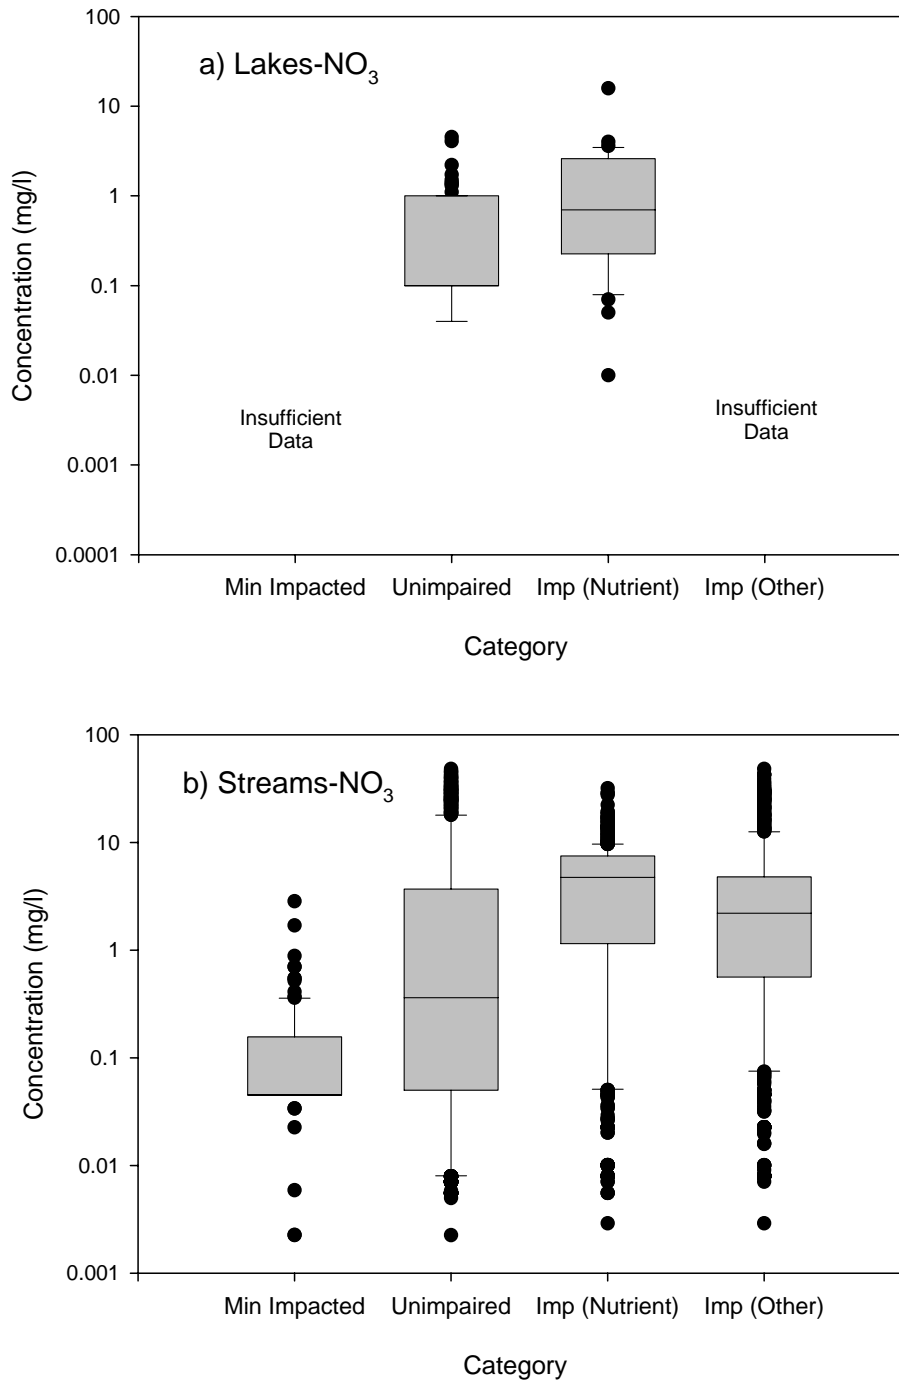 a) Lakes-NO3
100
10
1
0.1
0.01
0.001
0.0001
Concentration (mg/l)
Insufficient
Data
Insufficient
Data
Min Impacted Unimpaired Imp (Nutrient) Imp (Other)
Category
b) Streams-NO3
100
10
1
0.1
0.01
0.001
Concentration (mg/l)
Min Impacted Unimpaired Imp (Nutrient) Imp (Other)
Category